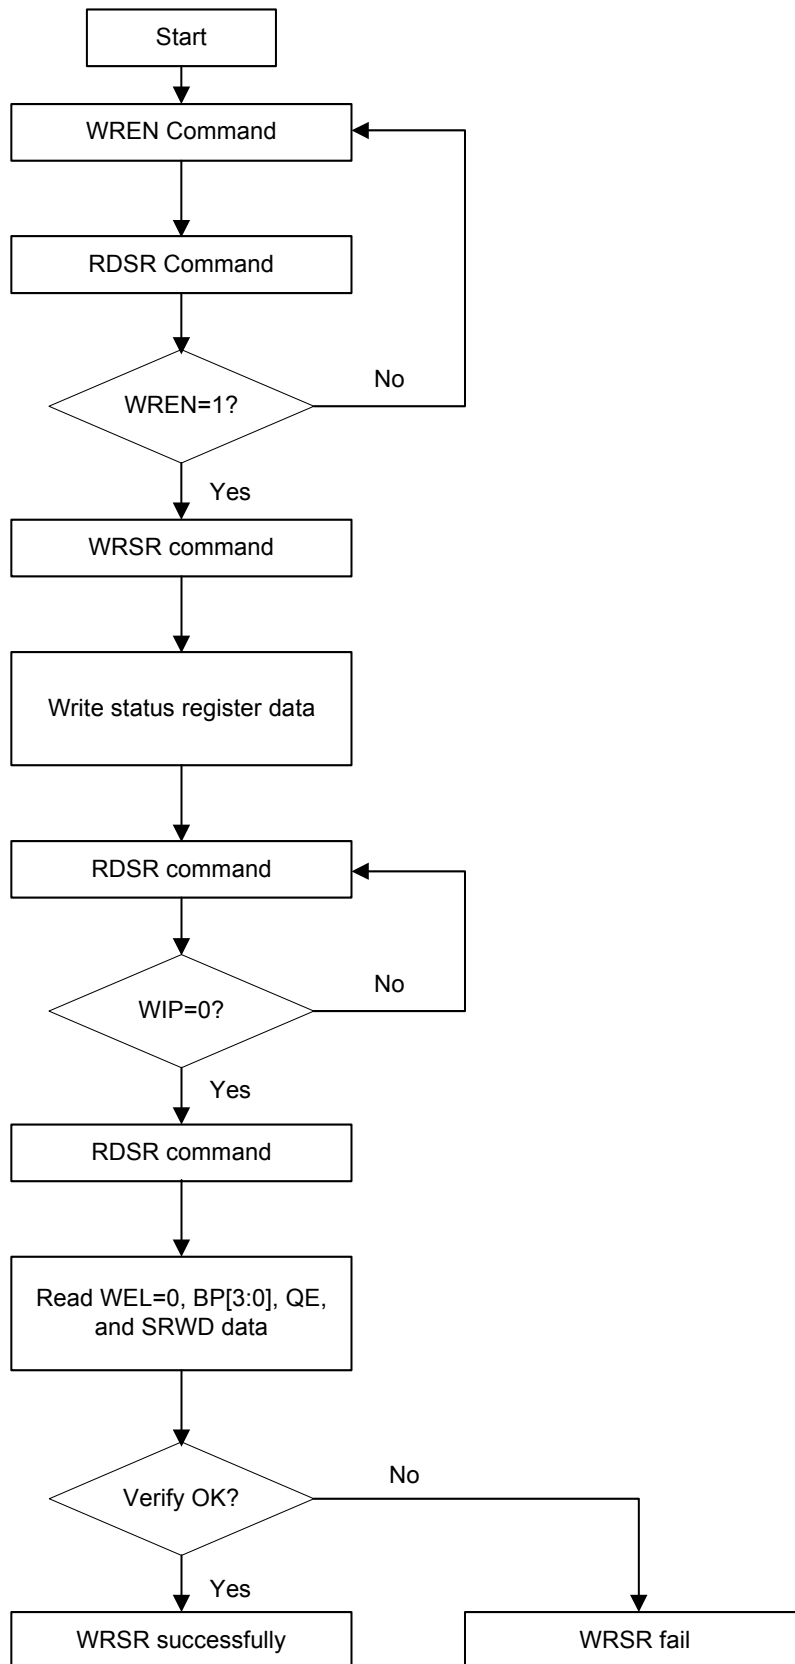 Start
WREN Command
RDSR Command
WREN=1?
No
Yes
WRSR command
Write status register data
RDSR command
WIP=0?
No
Yes
RDSR command
Read WEL=0, BP[3:0], QE,
and SRWD data
Verify OK?
No
Yes
WRSR successfully
WRSR fail